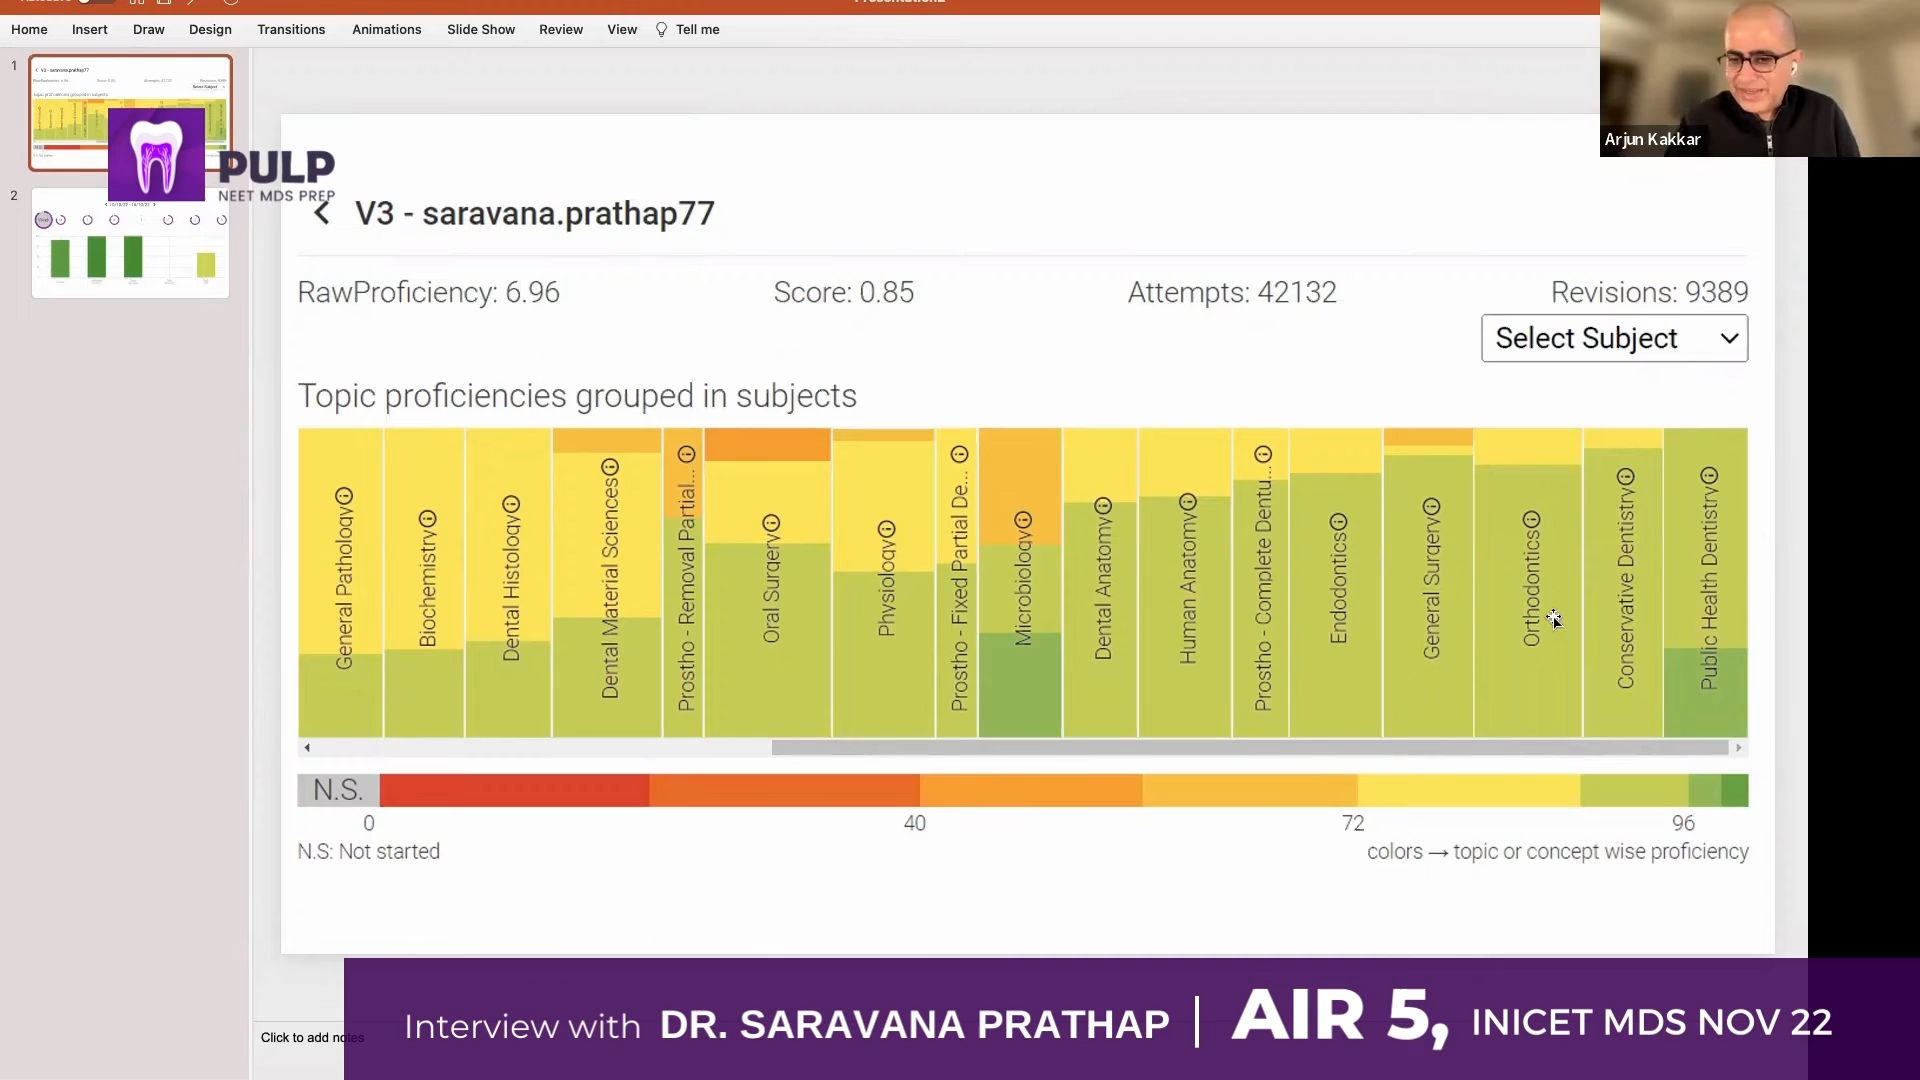 Home Insert Draw Design Transitions Animations Slide Show Review View Tell me
Arjun Kakkar
1
2
PULP
NEET MDS PREP
V3 - saravana.prathap77
RawProficiency: 6.96 Score: 0.85 Attempts: 42132 Revisions: 9389
Select Subject
Topic proficiencies grouped in subjects
General Pathology
Biochemistry
Dental Histology
Dental Material Sciences
Prostho - Removal Partial...
Oral Surgery
Physiology
Prostho - Fixed Partial De...
Microbiology
Dental Anatomy
Human Anatomy
Prostho - Complete Dentu...
Endodontics
General Surgery
Orthodontics
Conservative Dentistry
Public Health Dentistry
N.S.
0 40 72 96
N.S: Not started colors → topic or concept wise proficiency
Click to add notes
Interview with DR. SARAVANA PRATHAP | AIR 5, INICET MDS NOV 22